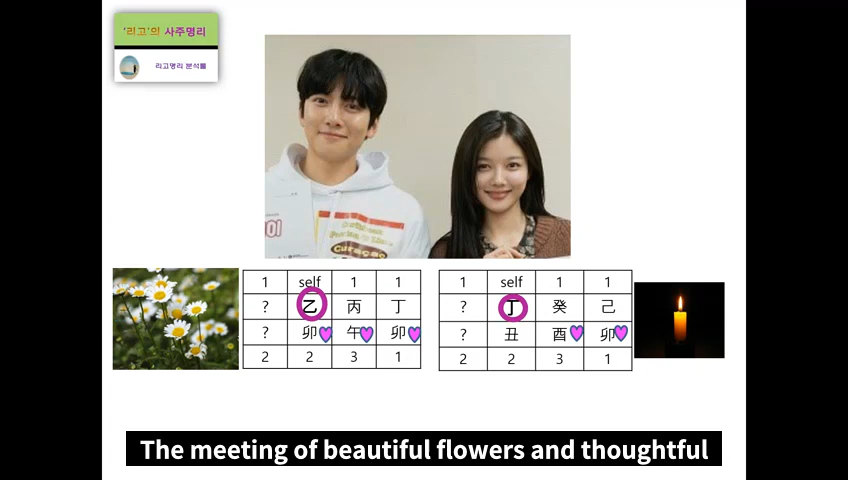 '리고'의 사주명리
리고명리 분석틀
1 self 1 1
? 乙 丙 丁
? 卯 午 卯
2 2 3 1
1 self 1 1
? 丁 癸 己
? 丑 酉 卯
2 2 3 1
The meeting of beautiful flowers and thoughtful